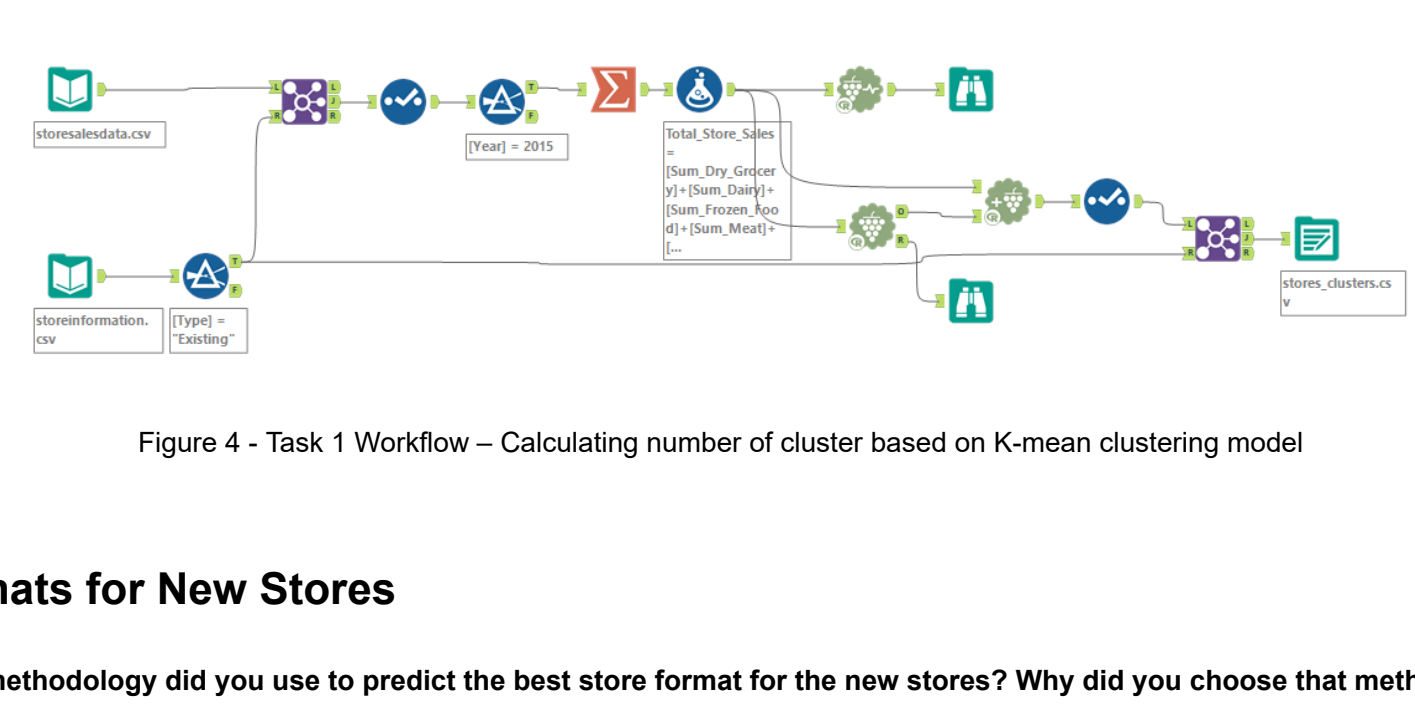 storesalesdata.csv
L
R
L
J
R
T
F
[Year] = 2015
Total_Store_Sales
=
[Sum_Dry_Grocer
y]+[Sum_Dairy]+
[Sum_Frozen_Foo
d]+[Sum_Meat]+
[...
R
O
R
R
R
L
R
L
J
R
stores_clusters.cs
v
storeinformation.
csv
T
F
[Type] =
"Existing"
Figure 4 - Task 1 Workflow – Calculating number of cluster based on K-mean clustering model
nats for New Stores
nethodology did you use to predict the best store format for the new stores? Why did you choose that meth